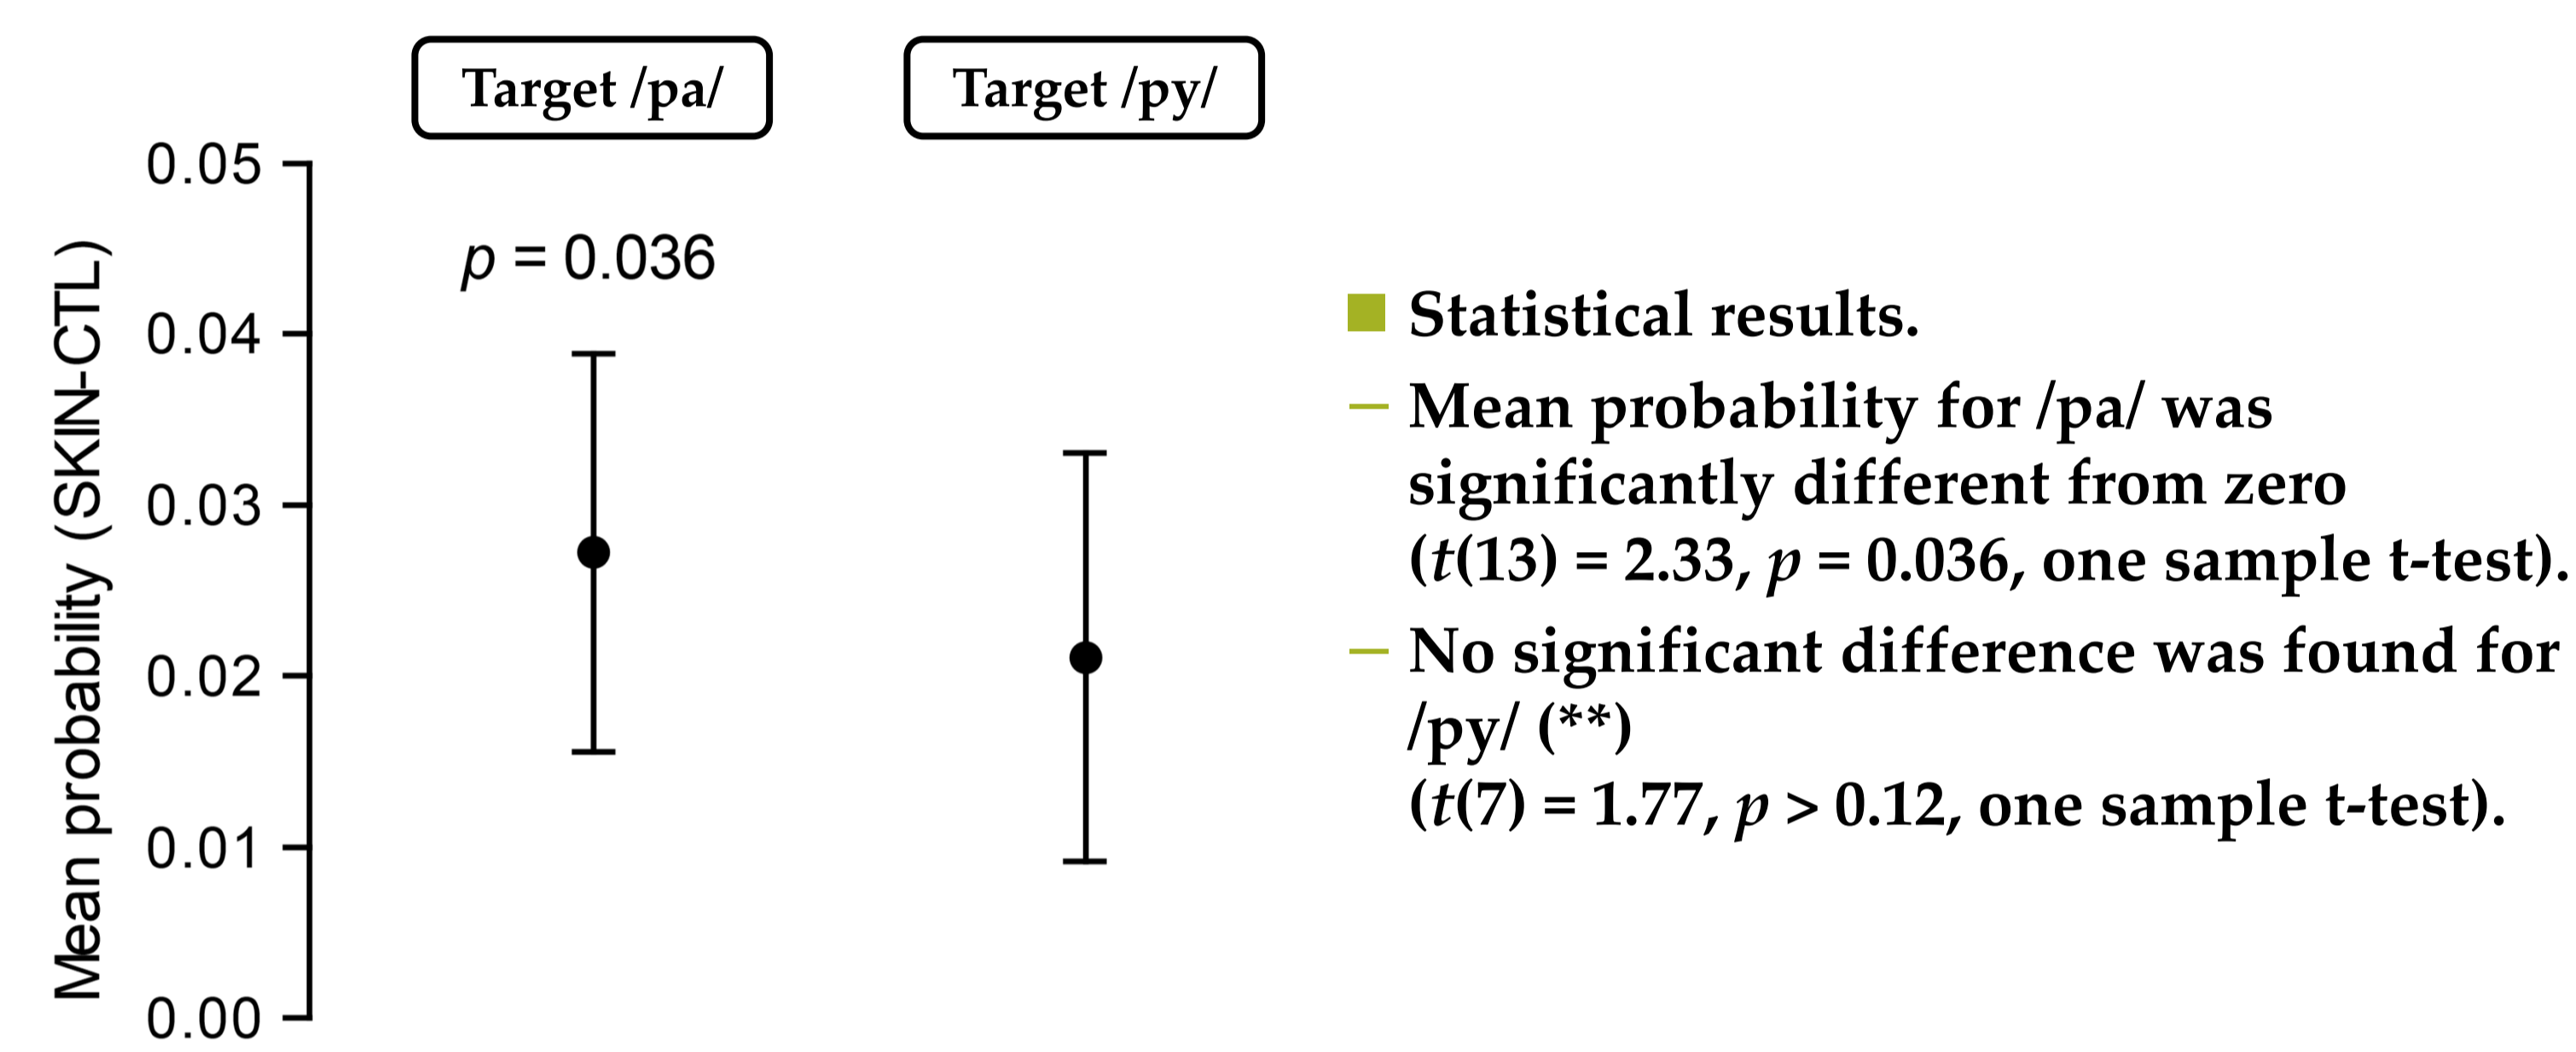 Target /pa/
Target /py/
Mean probability (SKIN-CTL)
0.05
0.04
0.03
0.02
0.01
0.00
p = 0.036
Statistical results.
– Mean probability for /pa/ was
significantly different from zero
(t(13) = 2.33, p = 0.036, one sample t-test).
– No significant difference was found for
/py/ (**)
(t(7) = 1.77, p > 0.12, one sample t-test).